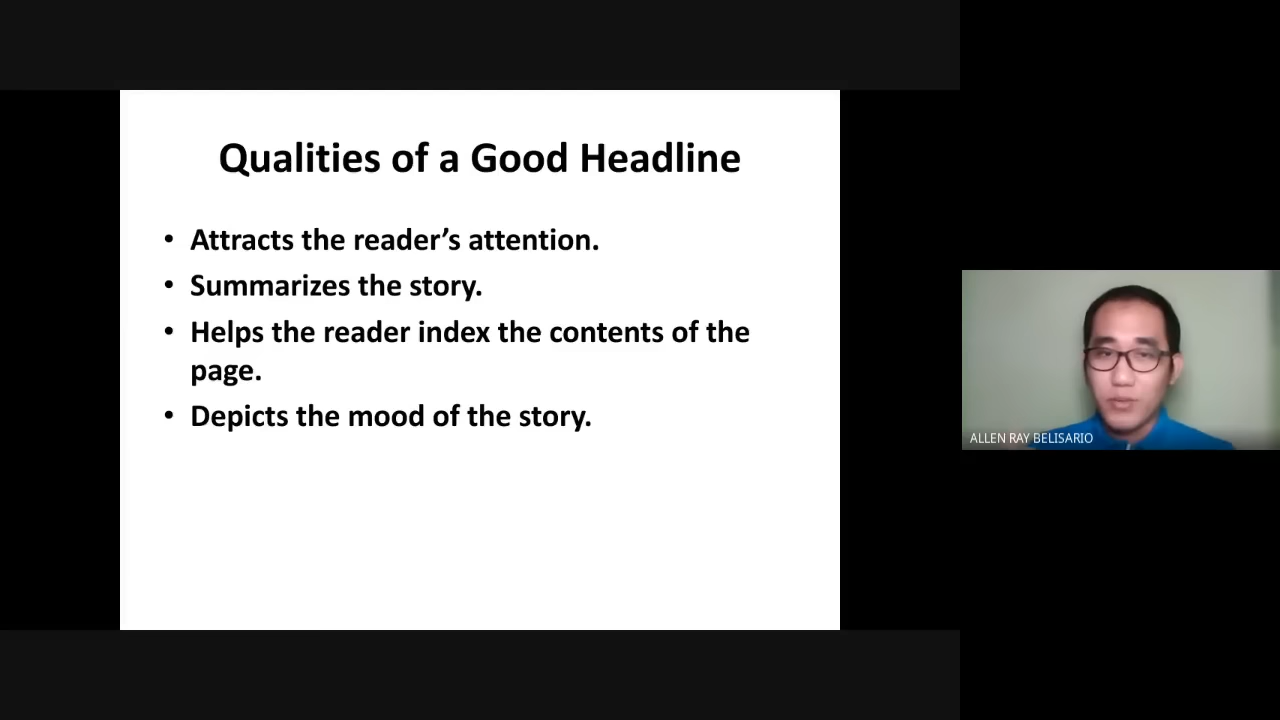 Qualities of a Good Headline
• Attracts the reader’s attention.
• Summarizes the story.
• Helps the reader index the contents of the
page.
• Depicts the mood of the story.
ALLEN RAY BELISARIO